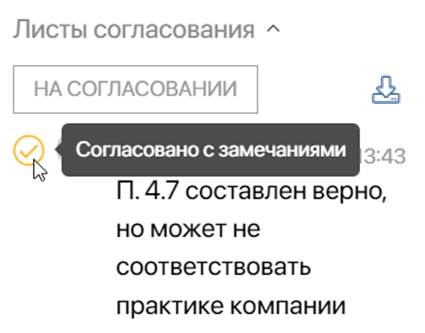 Листы согласования
НА СОГЛАСОВАНИИ
Согласовано с замечаниями
13:43
П. 4.7 составлен верно,
но может не
соответствовать
практике компании